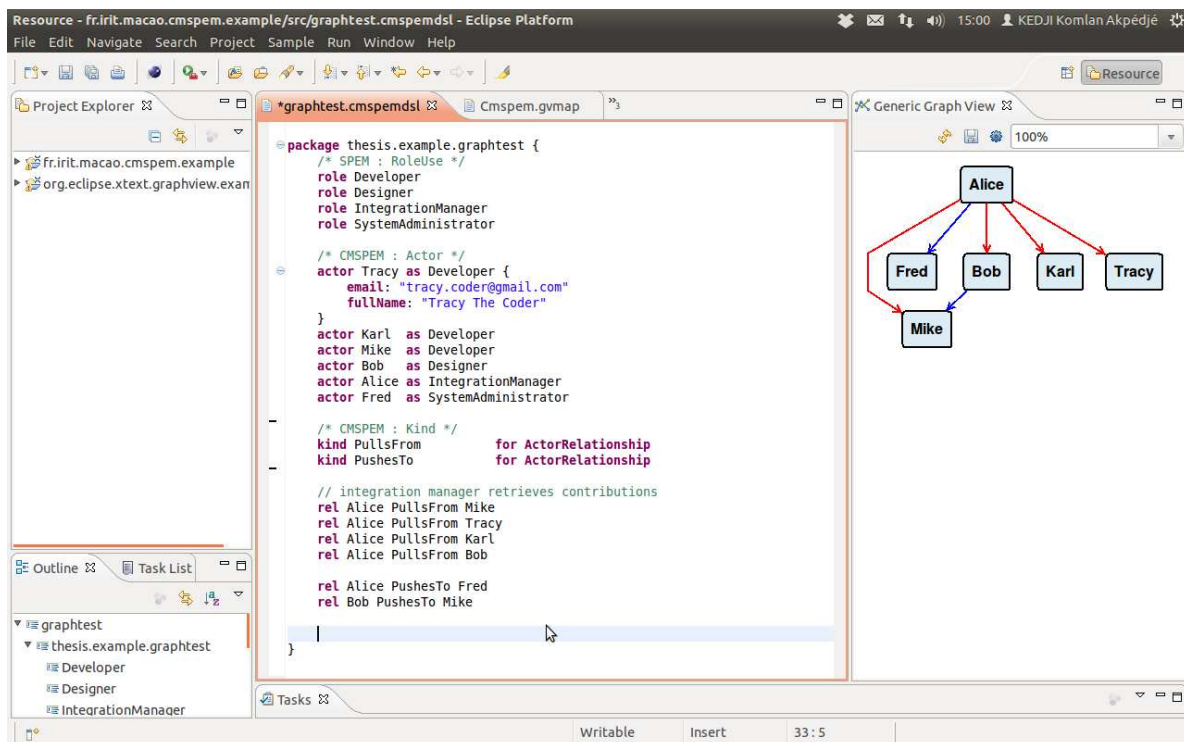 Resource - fr.irit.macao.cmspem.example/src/graphtest.cmspemdsl - Eclipse Platform
15:00 KEDJI Komlan Akpédjé
File Edit Navigate Search Project Sample Run Window Help
Resource
Project Explorer
fr.irit.macao.cmspem.example
org.eclipse.xtext.graphview.exam
*graphtest.cmspemdsl
Cmspem.gvmap
»3
package thesis.example.graphtest {
/* SPEM : RoleUse */
role Developer
role Designer
role IntegrationManager
role SystemAdministrator
/* CMSPEM : Actor */
actor Tracy as Developer {
email: "tracy.coder@gmail.com"
fullName: "Tracy The Coder"
}
actor Karl as Developer
actor Mike as Developer
actor Bob as Designer
actor Alice as IntegrationManager
actor Fred as SystemAdministrator
/* CMSPEM : Kind */
kind PullsFrom for ActorRelationship
kind PushesTo for ActorRelationship
// integration manager retrieves contributions
rel Alice PullsFrom Mike
rel Alice PullsFrom Tracy
rel Alice PullsFrom Karl
rel Alice PullsFrom Bob
rel Alice PushesTo Fred
rel Bob PushesTo Mike
}
Generic Graph View
100%
Alice
Fred Bob Karl Tracy
Mike
Outline
Task List
graphtest
thesis.example.graphtest
Developer
Designer
IntegrationManager
Tasks
Writable Insert 33:5